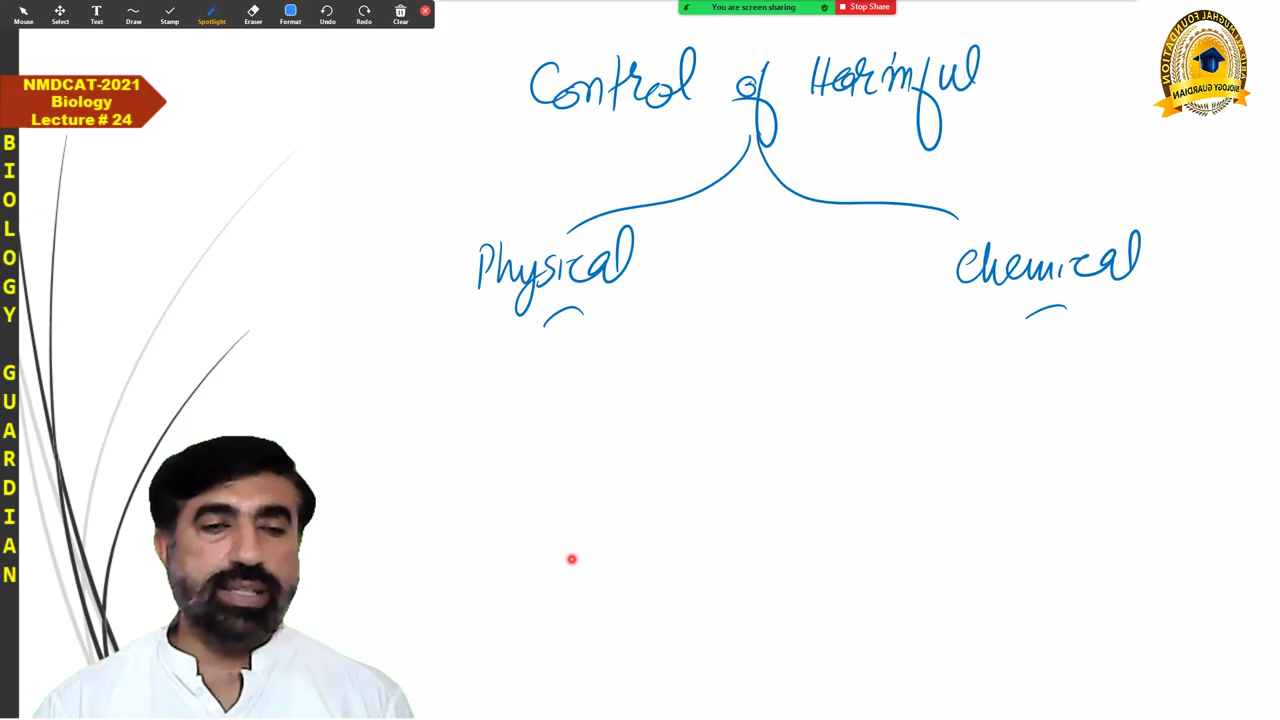 Mouse Select Text Draw Stamp Spotlight Eraser Format Undo Redo Clear
You are screen sharing Stop Share
NMDCAT-2021
Biology
Lecture # 24
BIOLOGY GUARDIAN
Control of Harmful
Physical Chemical
BIOLOGY GUARDIAN